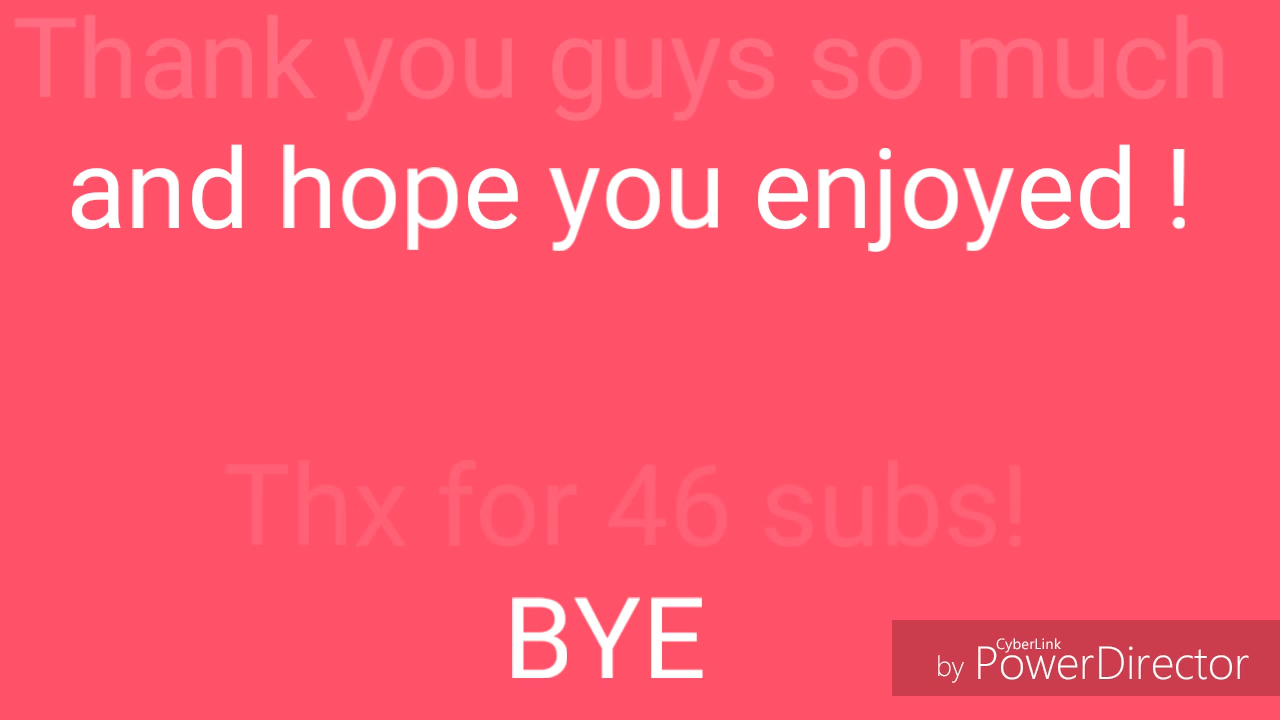 Thank you guys so much
and hope you enjoyed !
Thx for 46 subs!
BYE
by CyberLink PowerDirector